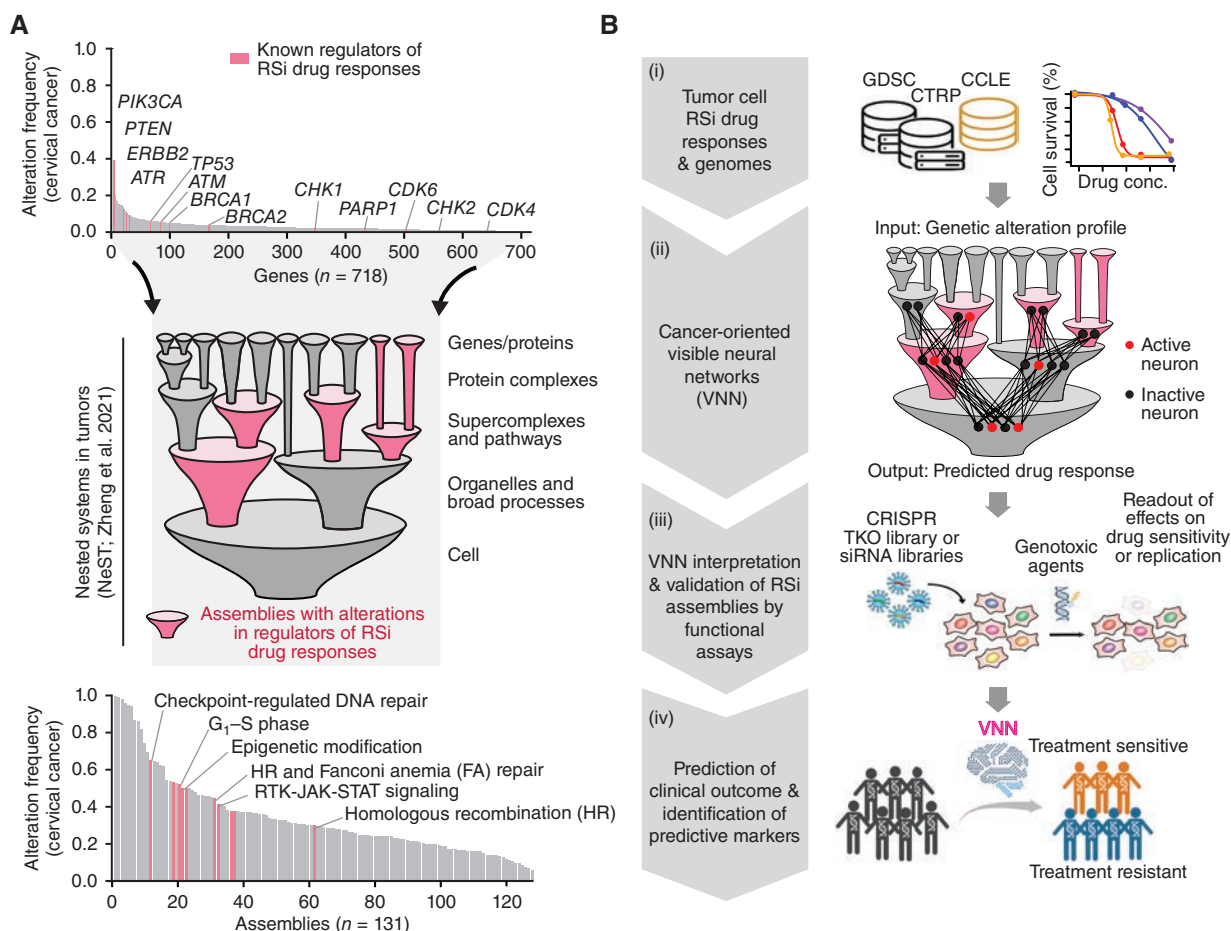 A
Alteration frequency
(cervical cancer)
1.0
0.8
0.6
0.4
0.2
0.0
Known regulators of
RSi drug responses
PIK3CA
PTEN
ERBB2
ATR
TP53
ATM
BRCA1
BRCA2
CHK1
PARP1
CDK6
CHK2
CDK4
0 100 200 300 400 500 600 700
Genes (n = 718)
Nested systems in tumors
(NeST; Zheng et al. 2021)
Genes/proteins
Protein complexes
Supercomplexes
and pathways
Organelles and
broad processes
Cell
Assemblies with alterations
in regulators of RSi
drug responses
Alteration frequency
(cervical cancer)
1.0
0.8
0.6
0.4
0.2
0.0
Checkpoint-regulated DNA repair
G1–S phase
Epigenetic modification
HR and Fanconi anemia (FA) repair
RTK-JAK-STAT signaling
Homologous recombination (HR)
0 20 40 60 80 100 120
Assemblies (n = 131)
B
(i)
Tumor cell
RSi drug
responses
& genomes
GDSC
CTRP
CCLE
Cell survival (%)
Drug conc.
(ii)
Cancer-oriented
visible neural
networks
(VNN)
Input: Genetic alteration profile
Active
neuron
Inactive
neuron
Output: Predicted drug response
(iii)
VNN interpretation
& validation of RSi
assemblies by
functional
assays
CRISPR
TKO library or
siRNA libraries
Genotoxic
agents
Readout of
effects on
drug sensitivity
or replication
(iv)
Prediction of
clinical outcome &
identification of
predictive markers
VNN
Treatment sensitive
Treatment resistant